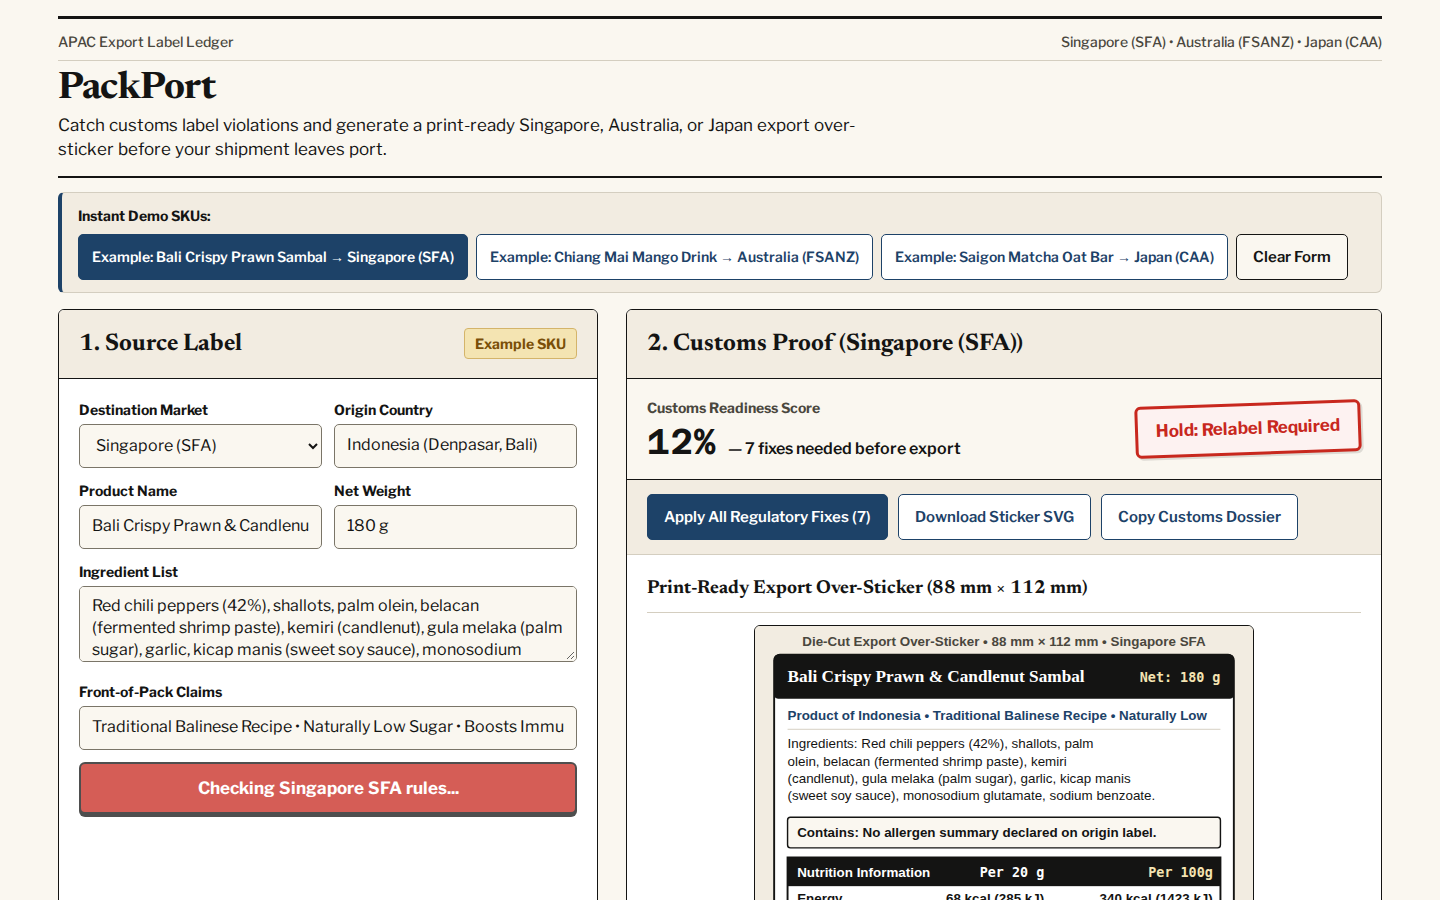 APAC Export Label Ledger
Singapore (SFA) • Australia (FSANZ) • Japan (CAA)
PackPort
Catch customs label violations and generate a print-ready Singapore, Australia, or Japan export over-
sticker before your shipment leaves port.
Instant Demo SKUs:
Example: Bali Crispy Prawn Sambal → Singapore (SFA)
Example: Chiang Mai Mango Drink → Australia (FSANZ)
Example: Saigon Matcha Oat Bar → Japan (CAA)
Clear Form
1. Source Label
Example SKU
Destination Market
Origin Country
Singapore (SFA)
Indonesia (Denpasar, Bali)
Product Name
Net Weight
Bali Crispy Prawn & Candlenu
180 g
Ingredient List
Red chili peppers (42%), shallots, palm olein, belacan
(fermented shrimp paste), kemiri (candlenut), gula melaka (palm
sugar), garlic, kicap manis (sweet soy sauce), monosodium
Front-of-Pack Claims
Traditional Balinese Recipe • Naturally Low Sugar • Boosts Immu
Checking Singapore SFA rules...
2. Customs Proof (Singapore (SFA))
Customs Readiness Score
12% — 7 fixes needed before export
Hold: Relabel Required
Apply All Regulatory Fixes (7)
Download Sticker SVG
Copy Customs Dossier
Print-Ready Export Over-Sticker (88 mm × 112 mm)
Die-Cut Export Over-Sticker • 88 mm × 112 mm • Singapore SFA
Bali Crispy Prawn & Candlenut Sambal
Net: 180 g
Product of Indonesia • Traditional Balinese Recipe • Naturally Low
Ingredients: Red chili peppers (42%), shallots, palm
olein, belacan (fermented shrimp paste), kemiri
(candlenut), gula melaka (palm sugar), garlic, kicap manis
(sweet soy sauce), monosodium glutamate, sodium benzoate.
Contains: No allergen summary declared on origin label.
Nutrition Information Per 20 g Per 100g
Energy 68 kcal (285 kJ) 340 kcal (1423 kJ)